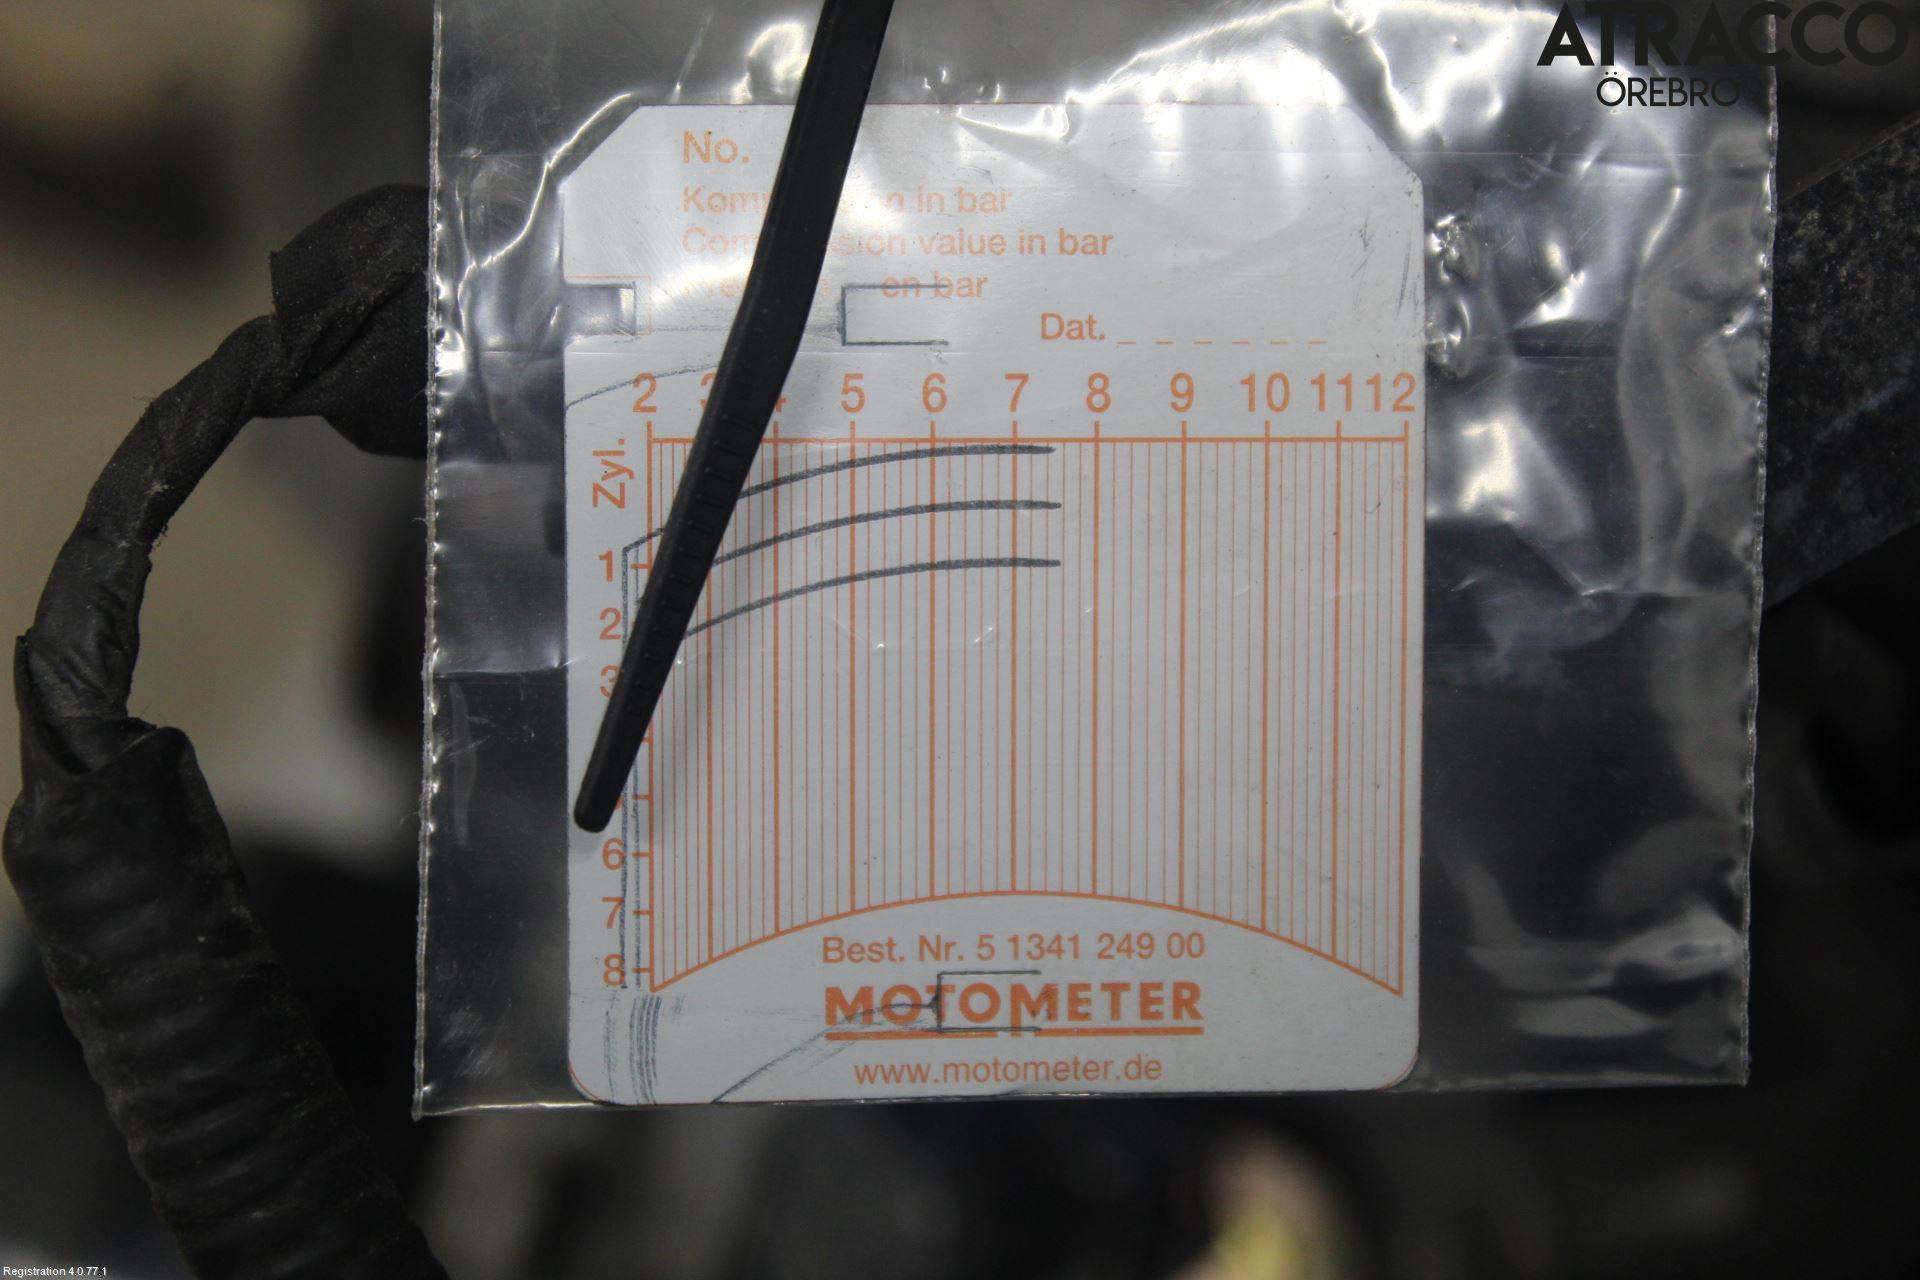 ATRACCO
ÖREBRO
No.
in bar
value in bar
en bar
Dat.
2 3 4 5 6 7 8 9 10 11 12
Zyl.
1
2
3
6
7
8
Best. Nr. 5 1341 249 00
MOTOMETER
www.motometer.de
Registration 4.0.77.1